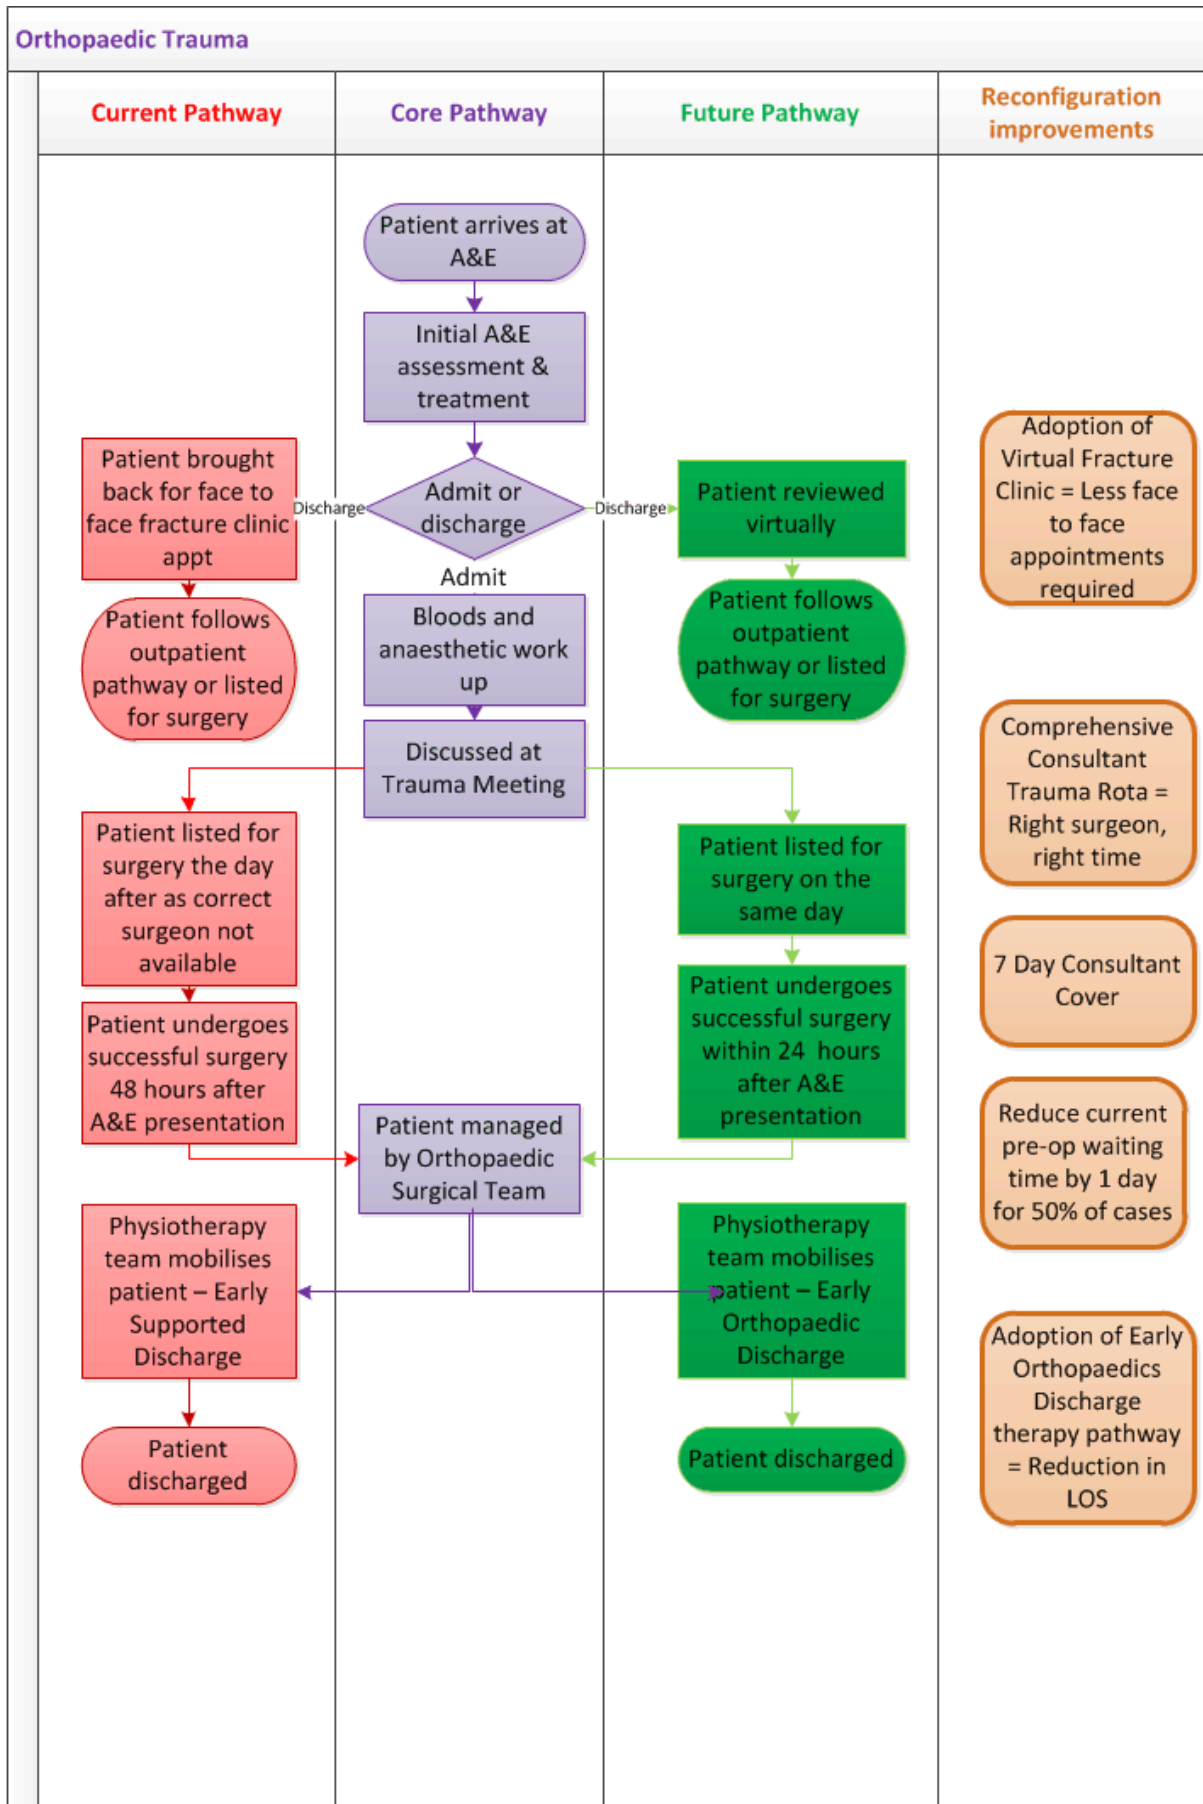 Orthopaedic Trauma
Current Pathway
Core Pathway
Future Pathway
Reconfiguration
improvements
Patient arrives at
A&E
Initial A&E
assessment &
treatment
Admit or
discharge
Discharge
Discharge
Admit
Patient brought
back for face to
face fracture clinic
appt
Patient follows
outpatient
pathway or listed
for surgery
Patient reviewed
virtually
Patient follows
outpatient
pathway or listed
for surgery
Adoption of
Virtual Fracture
Clinic = Less face
to face
appointments
required
Bloods and
anaesthetic work
up
Discussed at
Trauma Meeting
Patient listed for
surgery the day
after as correct
surgeon not
available
Patient undergoes
successful surgery
48 hours after
A&E presentation
Patient listed for
surgery on the
same day
Patient undergoes
successful surgery
within 24 hours
after A&E
presentation
Comprehensive
Consultant
Trauma Rota =
Right surgeon,
right time
7 Day Consultant
Cover
Patient managed
by Orthopaedic
Surgical Team
Reduce current
pre-op waiting
time by 1 day
for 50% of cases
Physiotherapy
team mobilises
patient – Early
Supported
Discharge
Patient
discharged
Physiotherapy
team mobilises
patient – Early
Orthopaedic
Discharge
Patient discharged
Adoption of Early
Orthopaedics
Discharge
therapy pathway
= Reduction in
LOS